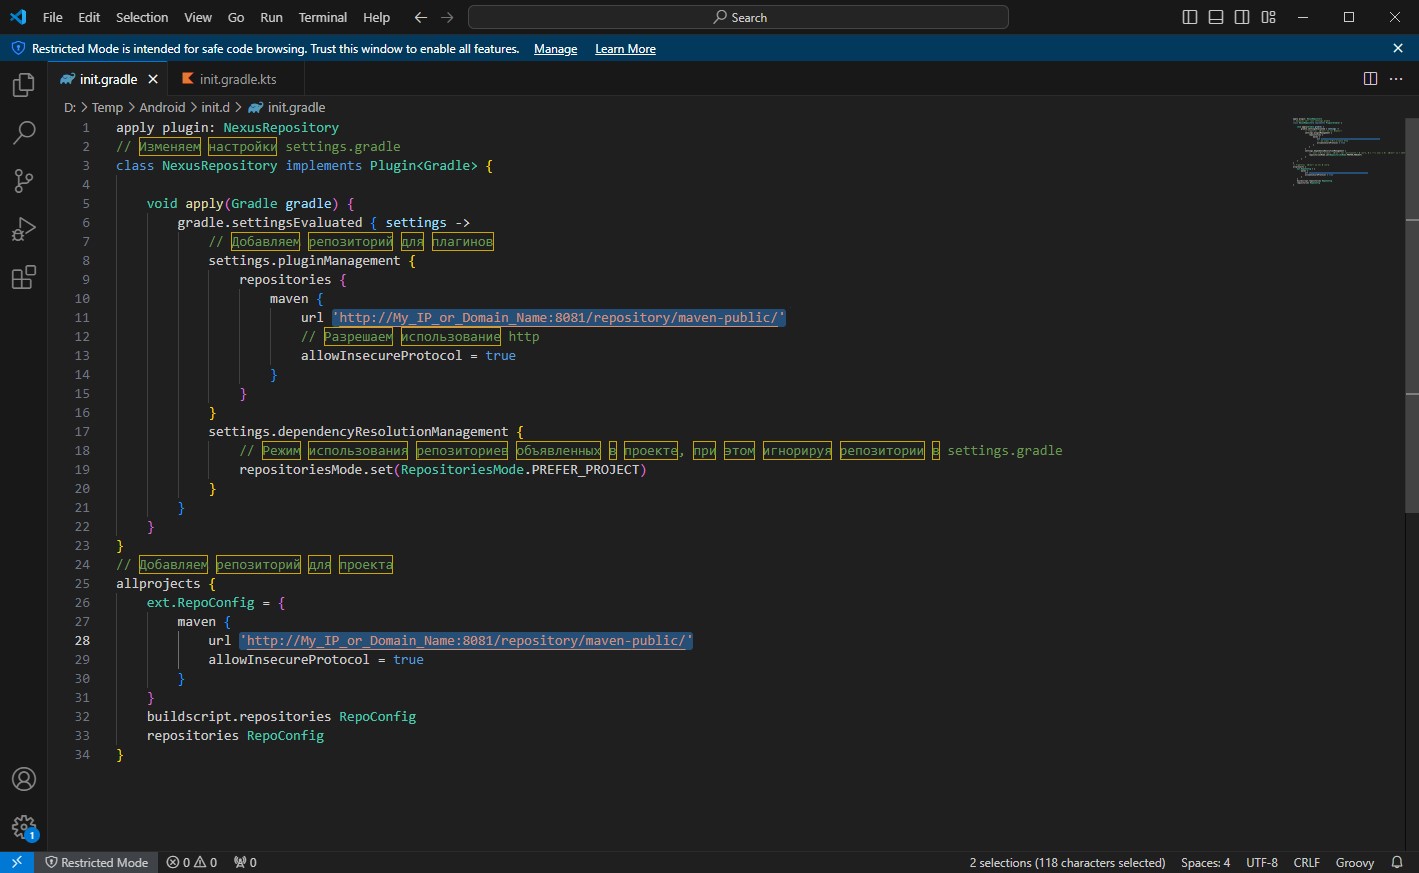 File Edit Selection View Go Run Terminal Help Search
Restricted Mode is intended for safe code browsing. Trust this window to enable all features. Manage Learn More
init.gradle init.gradle.kts
D: > Temp > Android > init.d > init.gradle
1 apply plugin: NexusRepository
2 // Изменяем настройки settings.gradle
3 class NexusRepository implements Plugin<Gradle> {
4
5 void apply(Gradle gradle) {
6 gradle.settingsEvaluated { settings ->
7 // Добавляем репозиторий для плагинов
8 settings.pluginManagement {
9 repositories {
10 maven {
11 url 'http://My_IP_or_Domain_Name:8081/repository/maven-public/'
12 // Разрешаем использование http
13 allowInsecureProtocol = true
14 }
15 }
16 }
17 settings.dependencyResolutionManagement {
18 // Режим использования репозиториев объявленных в проекте, при этом игнорируя репозитории в settings.gradle
19 repositoriesMode.set(RepositoriesMode.PREFER_PROJECT)
20 }
21 }
22 }
23 }
24 // Добавляем репозиторий для проекта
25 allprojects {
26 ext.RepoConfig = {
27 maven {
28 url 'http://My_IP_or_Domain_Name:8081/repository/maven-public/'
29 allowInsecureProtocol = true
30 }
31 }
32 buildscript.repositories RepoConfig
33 repositories RepoConfig
34 }
1
Restricted Mode 0 0 0 2 selections (118 characters selected) Spaces: 4 UTF-8 CRLF Groovy